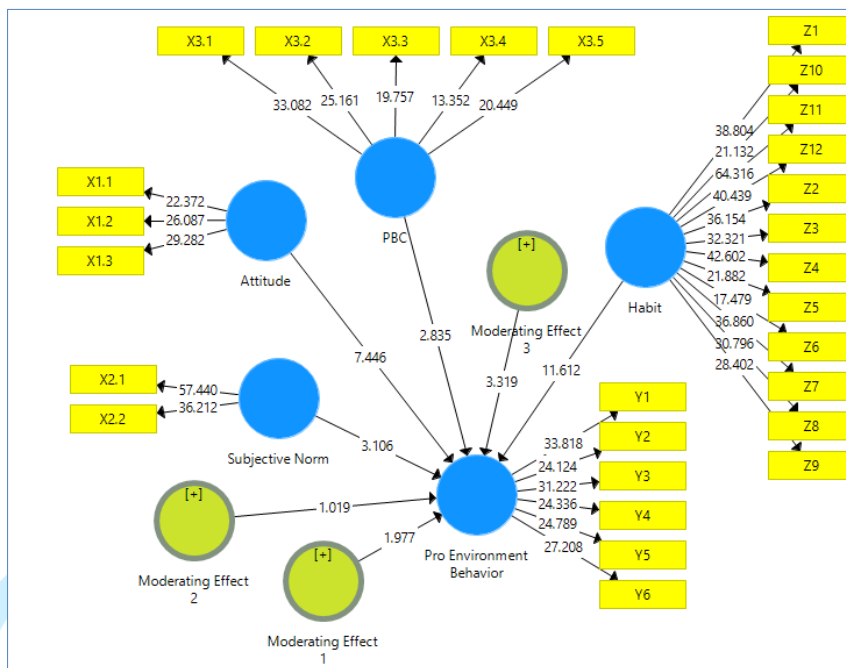 X3.1
X3.2
X3.3
X3.4
X3.5
33.082
25.161
19.757
13.352
20.449
PBC
X1.1
X1.2
X1.3
22.372
26.087
29.282
Attitude
X2.1
X2.2
57.440
36.212
Subjective Norm
[+]
Moderating Effect
2
[+]
Moderating Effect
1
[+]
Moderating Effect
3
7.446
2.835
3.319
11.612
3.106
1.019
1.977
Pro Environment
Behavior
33.818
24.124
31.222
24.336
24.789
27.208
Y1
Y2
Y3
Y4
Y5
Y6
Habit
38.804
21.132
64.316
40.439
36.154
32.321
42.602
21.882
17.479
36.860
30.796
28.402
Z1
Z10
Z11
Z12
Z2
Z3
Z4
Z5
Z6
Z7
Z8
Z9